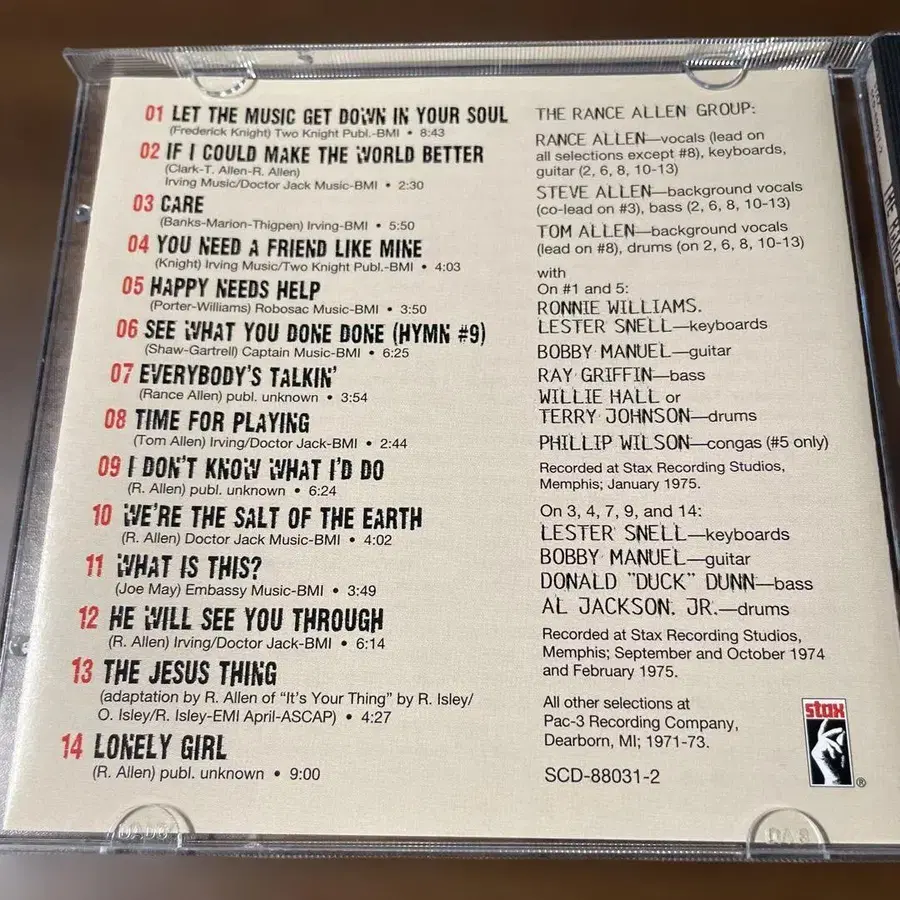 01 LET THE MUSIC GET DOWN IN YOUR SOUL
(Frederick Knight) Two Knight Publ.-BMI • 8:43
02 IF I COULD MAKE THE WORLD BETTER
(Clark-T. Allen-R. Allen)
Irving Music/Doctor Jack Music-BMI • 2:30
03 CARE
(Banks-Marion-Thigpen) Irving-BMI • 5:50
04 YOU NEED A FRIEND LIKE MINE
(Knight) Irving Music/Two Knight Publ.-BMI • 4:03
05 HAPPY NEEDS HELP
(Porter-Williams) Robosac Music-BMI • 3:50
06 SEE WHAT YOU DONE DONE (HYMN #9)
(Shaw-Gartrell) Captain Music-BMI • 6:25
07 EVERYBODY'S TALKIN'
(Rance Allen) publ. unknown • 3:54
08 TIME FOR PLAYING
(Tom Allen) Irving/Doctor Jack-BMI • 2:44
09 I DON'T KNOW WHAT I'D DO
(R. Allen) publ. unknown • 6:24
10 WE'RE THE SALT OF THE EARTH
(R. Allen) Doctor Jack Music-BMI • 4:02
11 WHAT IS THIS?
(Joe May) Embassy Music-BMI • 3:49
12 HE WILL SEE YOU THROUGH
(R. Allen) Irving/Doctor Jack-BMI • 6:14
13 THE JESUS THING
(adaptation by R. Allen of "It's Your Thing" by R. Isley/
O. Isley/R. Isley-EMI April-ASCAP) • 4:27
14 LONELY GIRL
(R. Allen) publ. unknown • 9:00
THE RANCE ALLEN GROUP:
RANCE ALLEN—vocals (lead on
all selections except #8), keyboards,
guitar (2, 6, 8, 10-13)
STEVE ALLEN—background vocals
(co-lead on #3), bass (2, 6, 8, 10-13)
TOM ALLEN—background vocals
(lead on #8), drums (on 2, 6, 8, 10-13)
with
On #1 and 5:
RONNIE WILLIAMS.
LESTER SNELL—keyboards
BOBBY MANUEL—guitar
RAY GRIFFIN—bass
WILLIE HALL or
TERRY JOHNSON—drums
PHILLIP WILSON—congas (#5 only)
Recorded at Stax Recording Studios,
Memphis; January 1975.
On 3, 4, 7, 9, and 14:
LESTER SNELL—keyboards
BOBBY MANUEL—guitar
DONALD "DUCK" DUNN—bass
AL JACKSON. JR.—drums
Recorded at Stax Recording Studios,
Memphis; September and October 1974
and February 1975.
All other selections at
Pac-3 Recording Company,
Dearborn, MI; 1971-73.
SCD-88031-2
stax
®